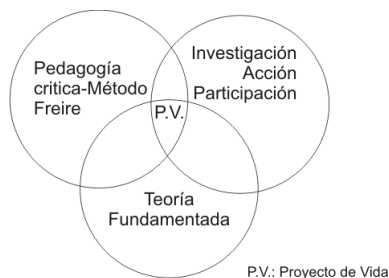 Pedagogía
critica-Método
Freire
Investigación
Acción
Participación
P.V.
Teoría
Fundamentada
P.V.: Proyecto de Vida